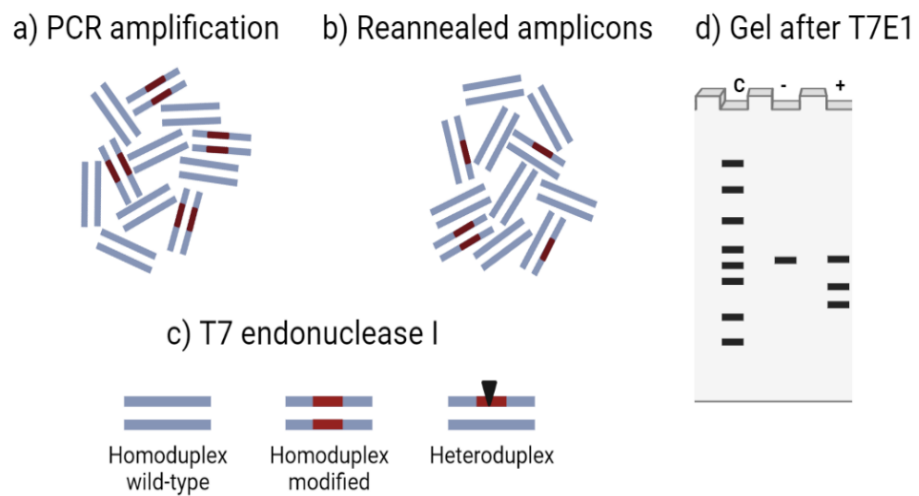 a) PCR amplification
b) Reannealed amplicons
d) Gel after T7E1
C - +
c) T7 endonuclease I
Homoduplex
wild-type
Homoduplex
modified
Heteroduplex